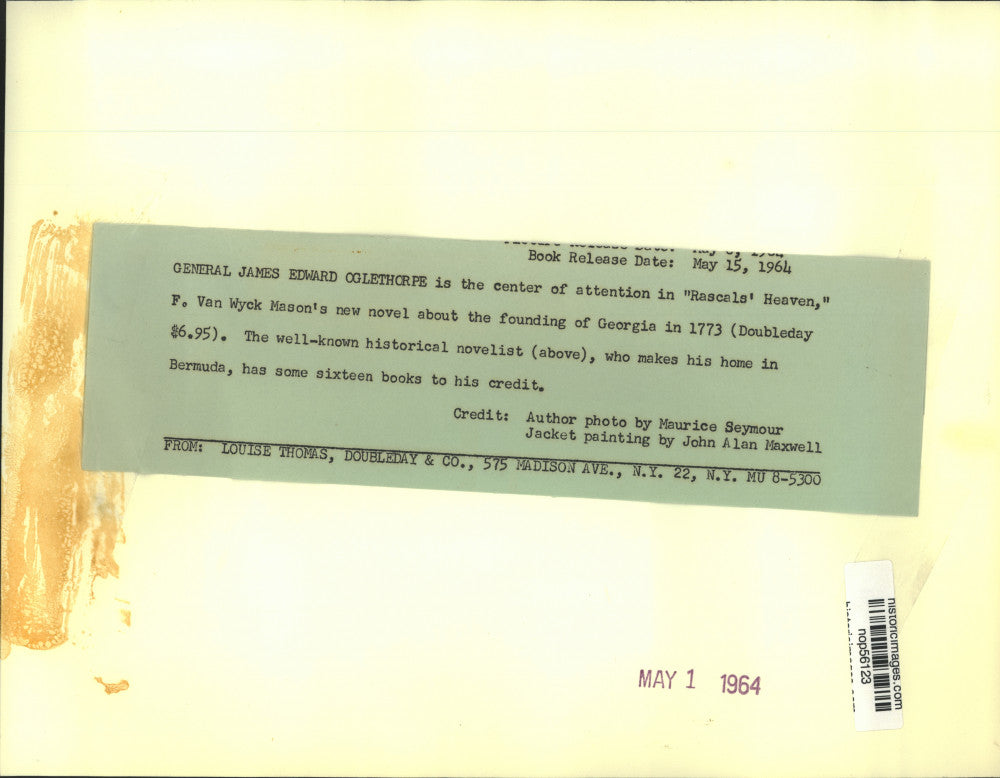 Book Release Date: May 15, 1964
GENERAL JAMES EDWARD OGLETHORPE is the center of attention in "Rascals' Heaven,"
F. Van Wyck Mason's new novel about the founding of Georgia in 1773 (Doubleday
$6.95). The well-known historical novelist (above), who makes his home in
Bermuda, has some sixteen books to his credit.
Credit: Author photo by Maurice Seymour
Jacket painting by John Alan Maxwell
FROM: LOUISE THOMAS, DOUBLEDAY & CO., 575 MADISON AVE., N.Y. 22, N.Y. MU 8-5300
MAY 1 1964
historicimages.com
nop56123